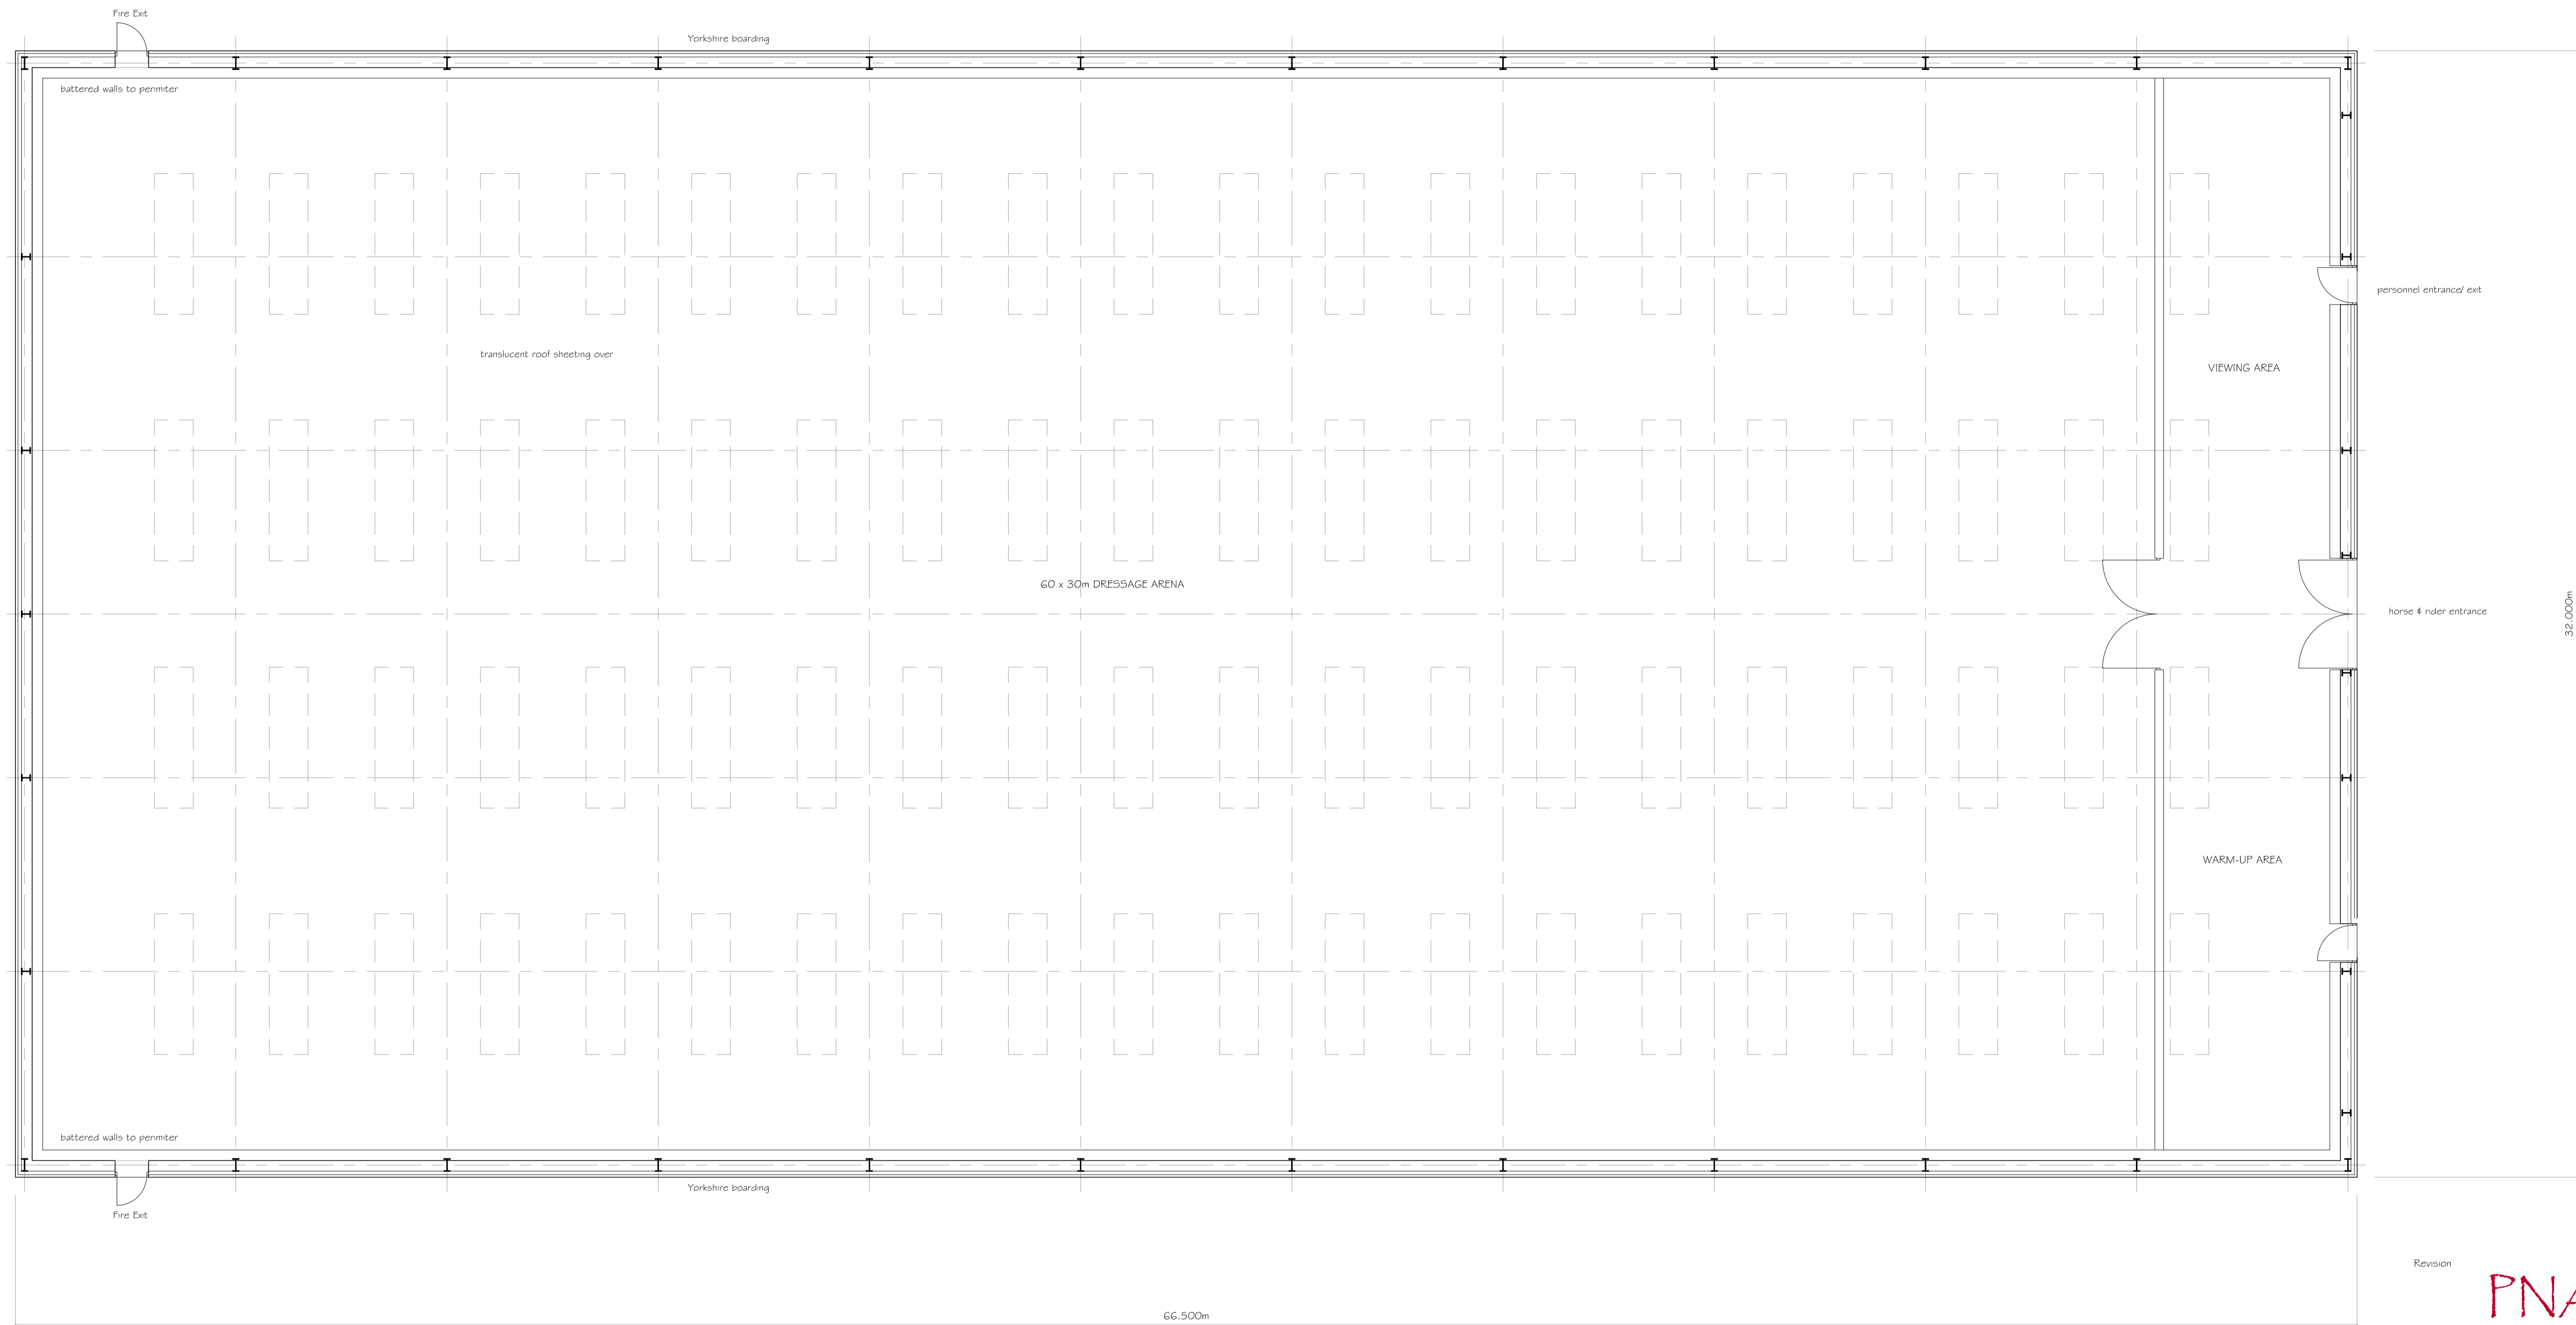 Fire Exit
Yorkshire boarding
battered walls to perimiter
personnel entrance/ exit
translucent roof sheeting over
VIEWING AREA
60 x 30m DRESSAGE ARENA
horse & rider entrance
32.000m
WARM-UP AREA
battered walls to perimiter
Yorkshire boarding
Fire Exit
Revision
PNA
66.500m